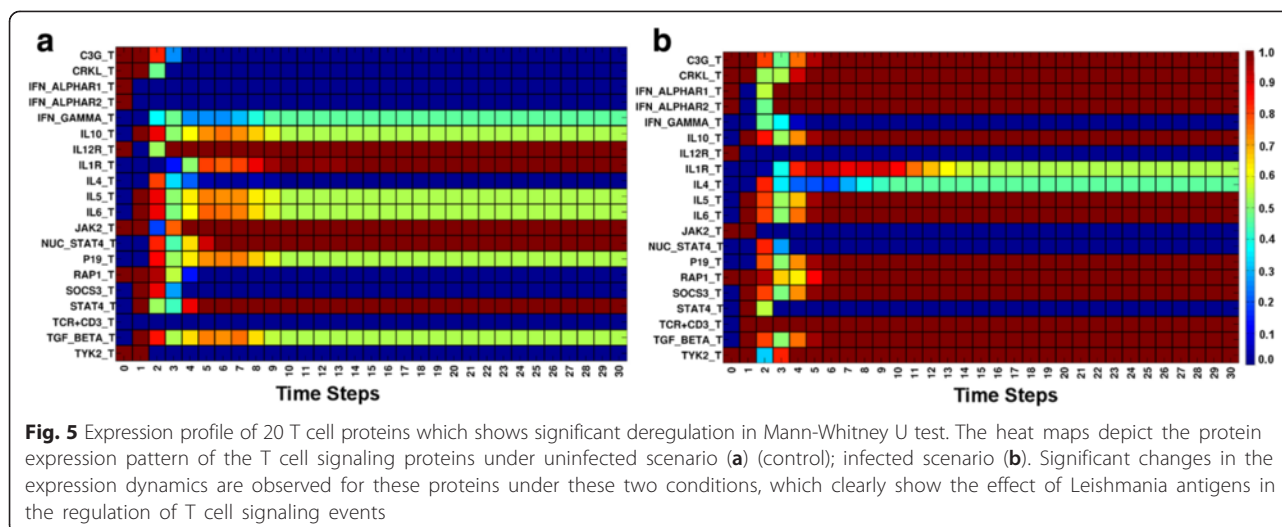 a
C3G_T
CRKL_T
IFN_ALPHAR1_T
IFN_ALPHAR2_T
IFN_GAMMA_T
IL10_T
IL12R_T
IL1R_T
IL4_T
IL5_T
IL6_T
JAK2_T
NUC_STAT4_T
P19_T
RAP1_T
SOCS3_T
STAT4_T
TCR+CD3_T
TGF_BETA_T
TYK2_T
0 1 2 3 4 5 6 7 8 9 10 11 12 13 14 15 16 17 18 19 20 21 22 23 24 25 26 27 28 29 30
Time Steps
b
C3G_T
CRKL_T
IFN_ALPHAR1_T
IFN_ALPHAR2_T
IFN_GAMMA_T
IL10_T
IL12R_T
IL1R_T
IL4_T
IL5_T
IL6_T
JAK2_T
NUC_STAT4_T
P19_T
RAP1_T
SOCS3_T
STAT4_T
TCR+CD3_T
TGF_BETA_T
TYK2_T
0 1 2 3 4 5 6 7 8 9 10 11 12 13 14 15 16 17 18 19 20 21 22 23 24 25 26 27 28 29 30
Time Steps
1.0
0.9
0.8
0.7
0.6
0.5
0.4
0.3
0.2
0.1
0.0
Fig. 5 Expression profile of 20 T cell proteins which shows significant deregulation in Mann-Whitney U test. The heat maps depict the protein
expression pattern of the T cell signaling proteins under uninfected scenario (a) (control); infected scenario (b). Significant changes in the
expression dynamics are observed for these proteins under these two conditions, which clearly show the effect of Leishmania antigens in
the regulation of T cell signaling events